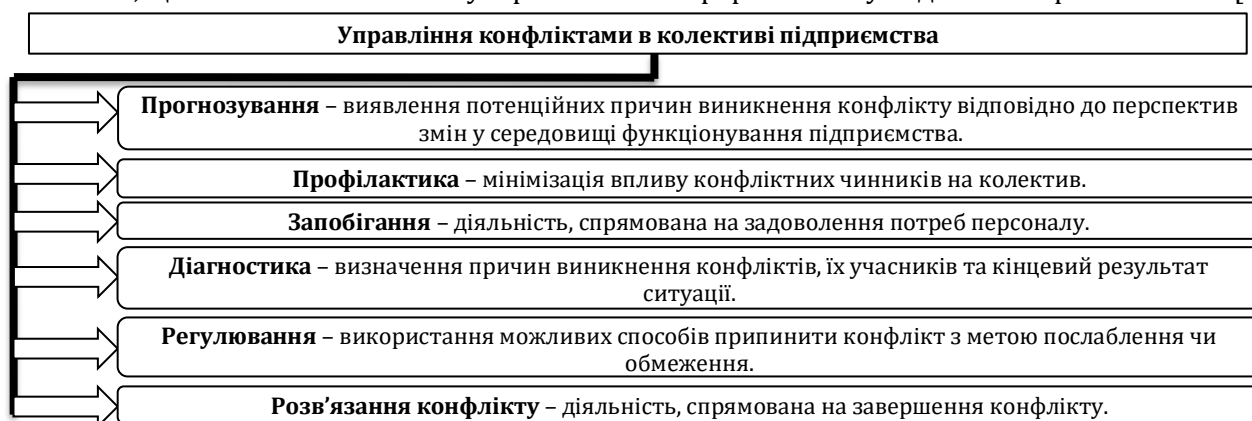 Управління конфліктами в колективі підприємства
Прогнозування – виявлення потенційних причин виникнення конфлікту відповідно до перспектив
змін у середовищі функціонування підприємства.
Профілактика – мінімізація впливу конфліктних чинників на колектив.
Запобігання – діяльність, спрямована на задоволення потреб персоналу.
Діагностика – визначення причин виникнення конфліктів, їх учасників та кінцевий результат
ситуації.
Регулювання – використання можливих способів припинити конфлікт з метою послаблення чи
обмеження.
Розв’язання конфлікту – діяльність, спрямована на завершення конфлікту.